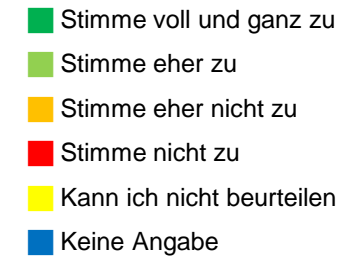 Stimme voll und ganz zu
Stimme eher zu
Stimme eher nicht zu
Stimme nicht zu
Kann ich nicht beurteilen
Keine Angabe